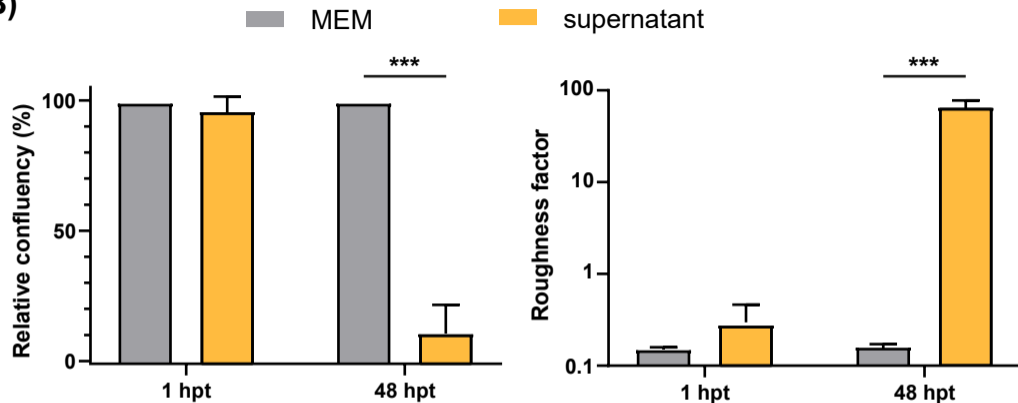 B)
MEM supernatant
*** ***
Relative confluency (%)
100
50
0
1 hpt 48 hpt
Roughness factor
100
10
1
0.1
1 hpt 48 hpt